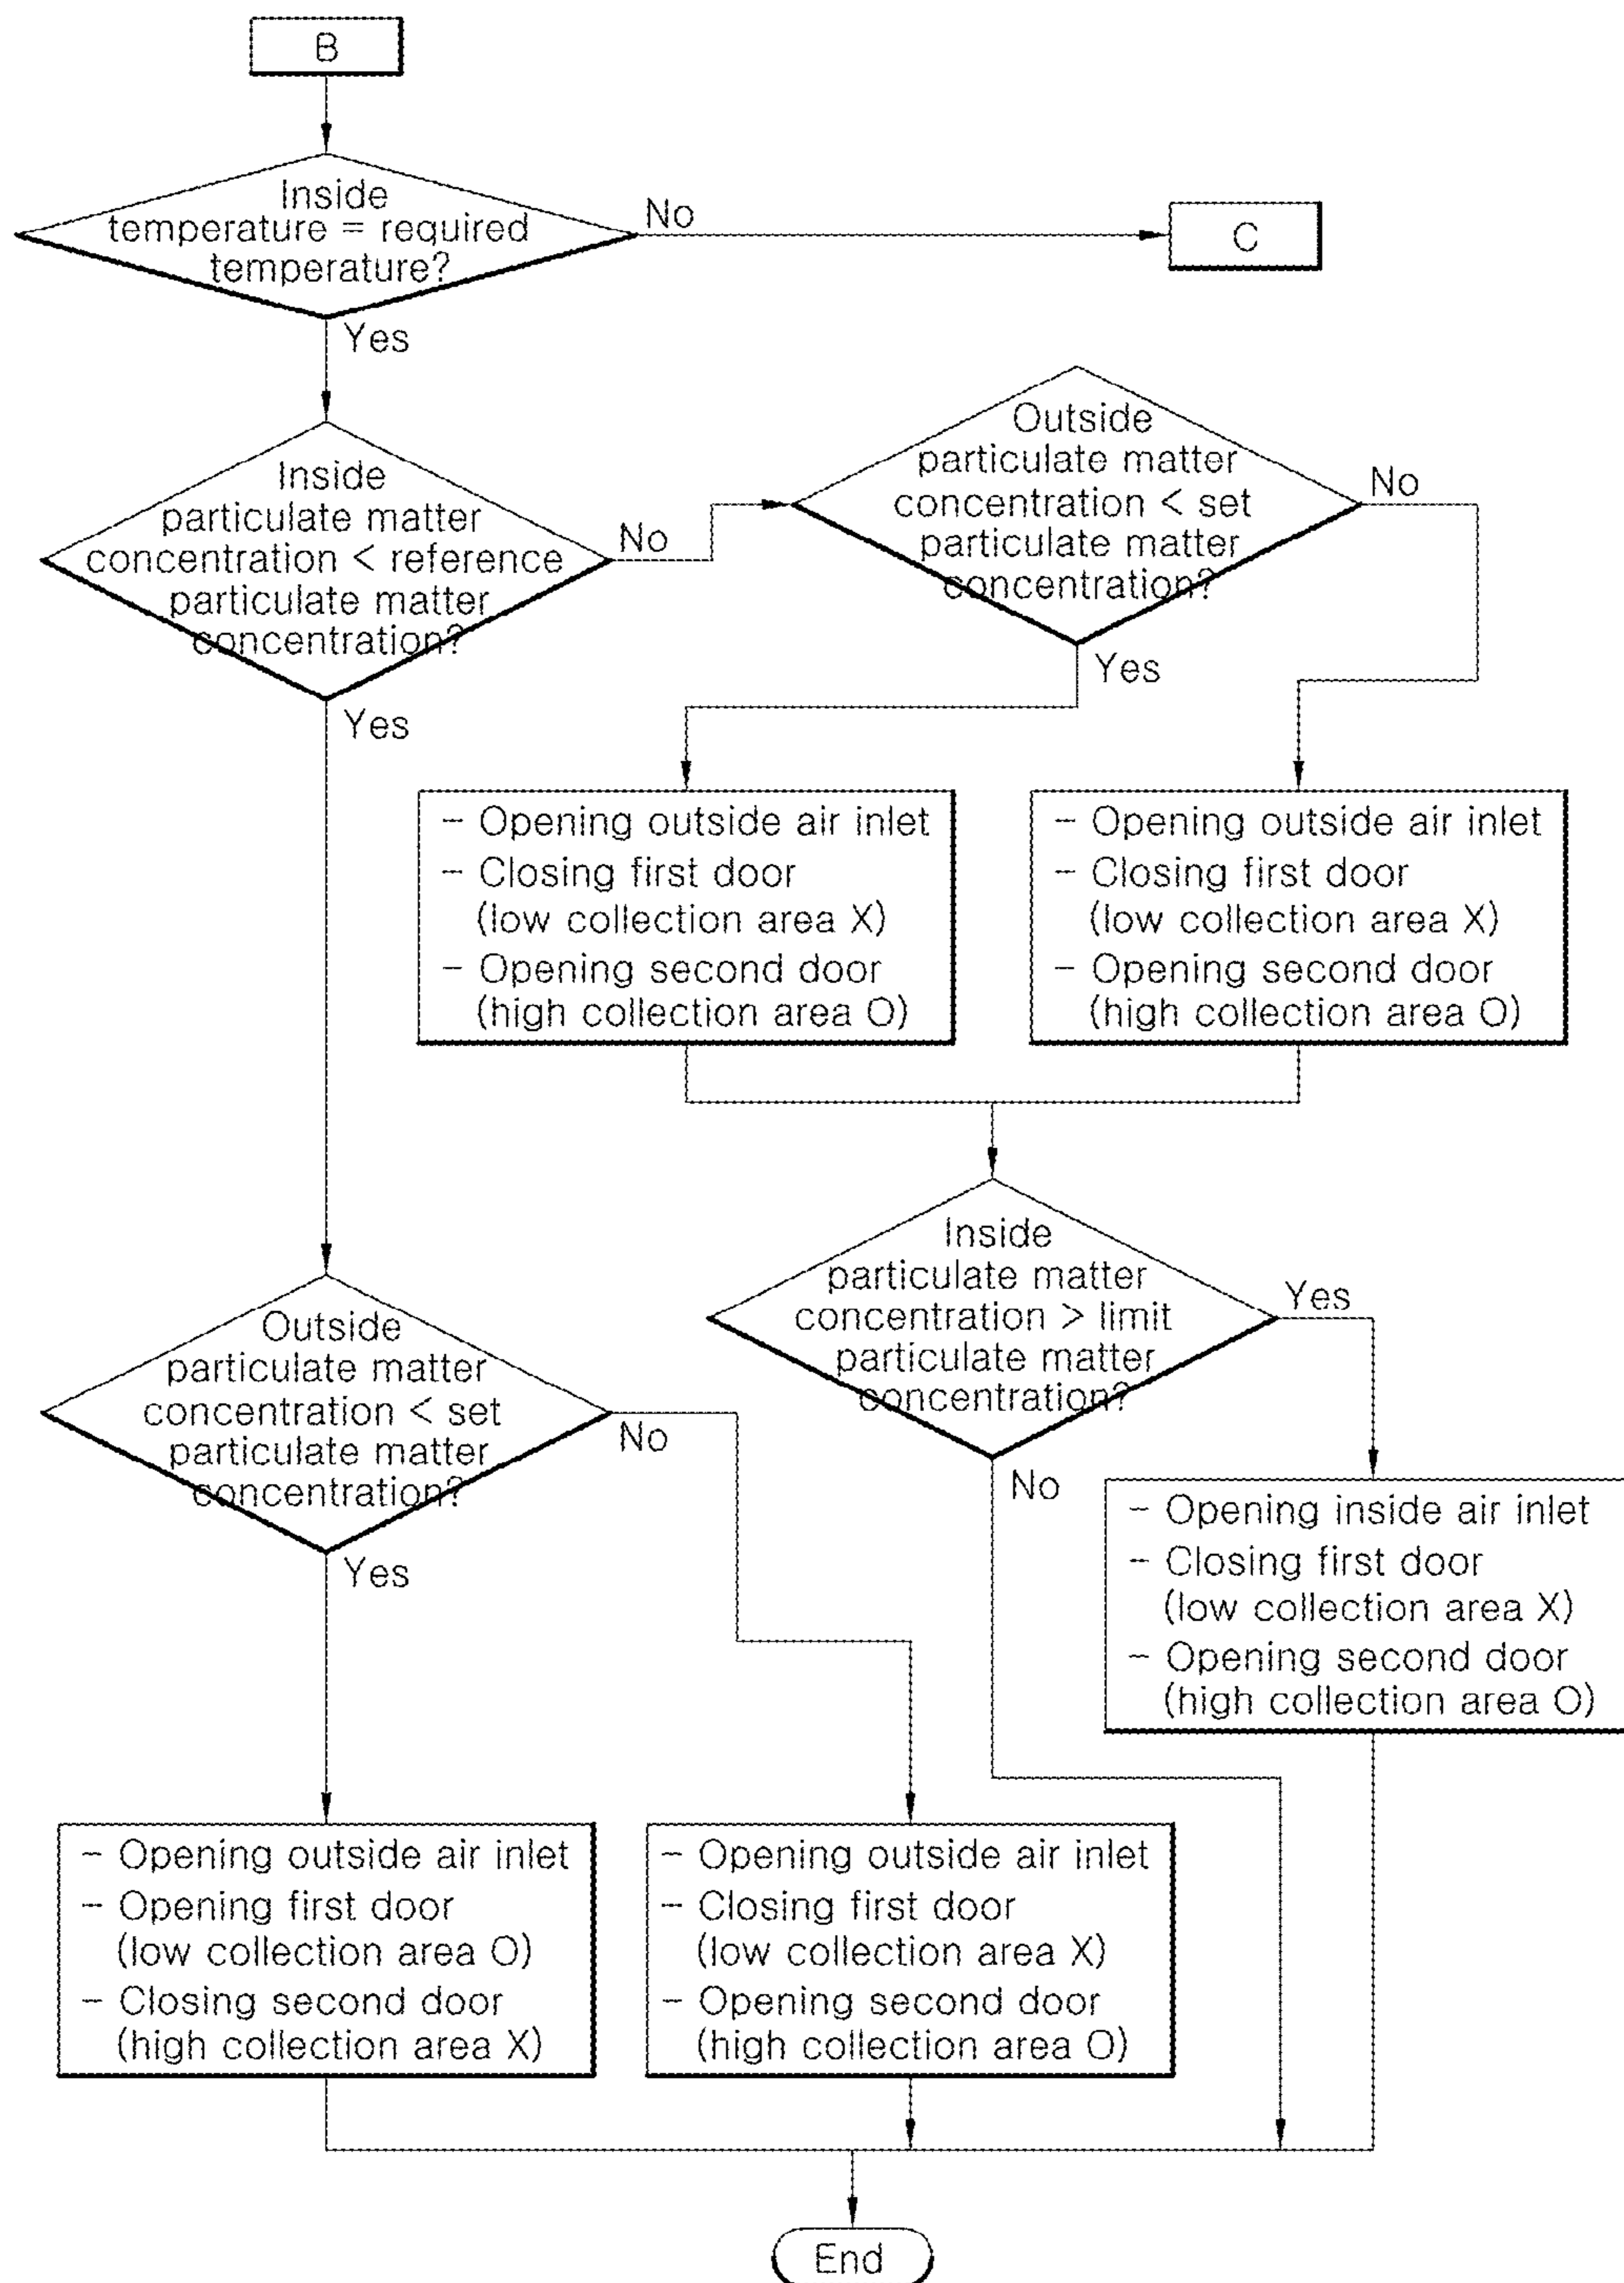 B
Inside
temperature = required
temperature?
No
C
Yes
Inside
particulate matter
concentration < reference
particulate matter
concentration?
No
Yes
Outside
particulate matter
concentration < set
particulate matter
concentration?
No
Yes
- Opening outside air inlet
- Closing first door
(low collection area X)
- Opening second door
(high collection area O)
- Opening outside air inlet
- Closing first door
(low collection area X)
- Opening second door
(high collection area O)
Inside
particulate matter
concentration > limit
particulate matter
concentration?
Yes
No
- Opening inside air inlet
- Closing first door
(low collection area X)
- Opening second door
(high collection area O)
Outside
particulate matter
concentration < set
particulate matter
concentration?
No
Yes
- Opening outside air inlet
- Opening first door
(low collection area O)
- Closing second door
(high collection area X)
- Opening outside air inlet
- Closing first door
(low collection area X)
- Opening second door
(high collection area O)
End